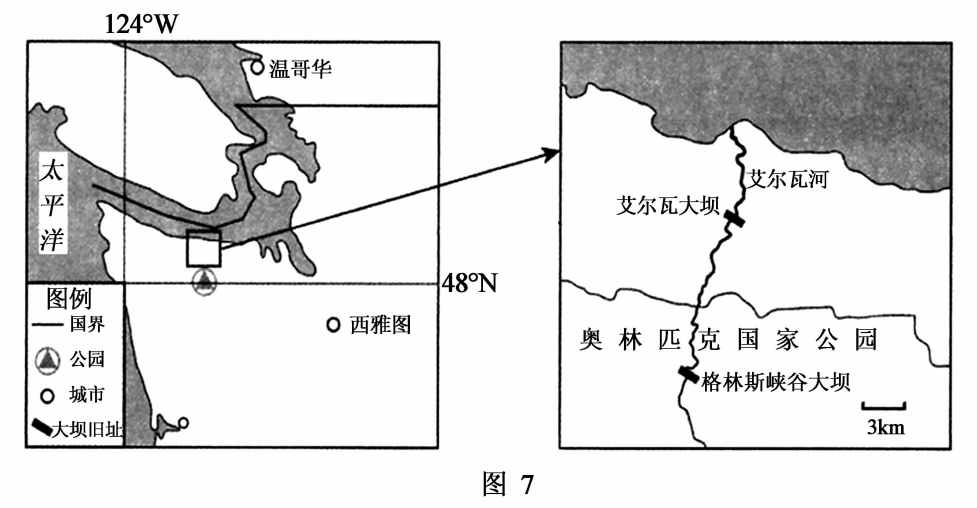 124°W
温哥华
太平洋
48°N
图例
国界
公园
城市
大坝旧址
西雅图
艾尔瓦河
艾尔瓦大坝
奥林匹克国家公园
格林斯峡谷大坝
3km
图 7